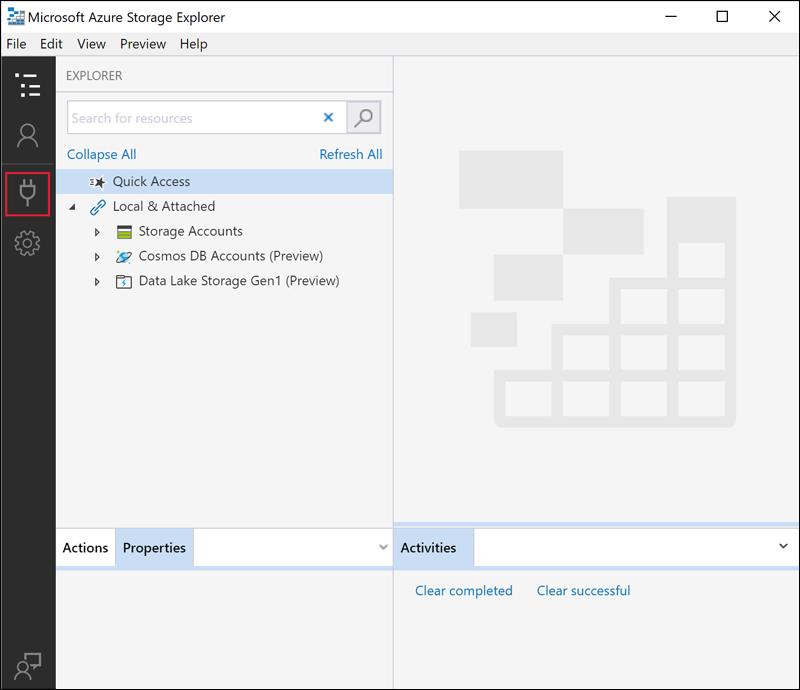 Microsoft Azure Storage Explorer
File Edit View Preview Help
EXPLORER
Search for resources
Collapse All Refresh All
Quick Access
Local & Attached
Storage Accounts
Cosmos DB Accounts (Preview)
Data Lake Storage Gen1 (Preview)
Actions Properties
Activities
Clear completed Clear successful